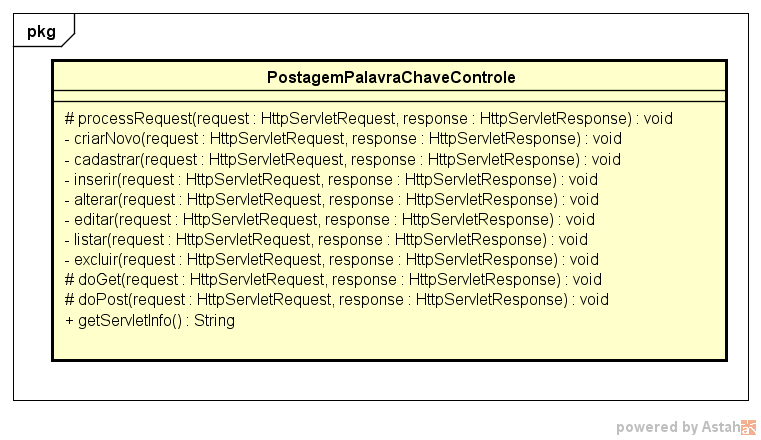 pkg
PostagemPalavraChaveControle
# processRequest(request : HttpServletRequest, response : HttpServletResponse) : void
- criarNovo(request : HttpServletRequest, response : HttpServletResponse) : void
- cadastrar(request : HttpServletRequest, response : HttpServletResponse) : void
- inserir(request : HttpServletRequest, response : HttpServletResponse) : void
- alterar(request : HttpServletRequest, response : HttpServletResponse) : void
- editar(request : HttpServletRequest, response : HttpServletResponse) : void
- listar(request : HttpServletRequest, response : HttpServletResponse) : void
- excluir(request : HttpServletRequest, response : HttpServletResponse) : void
# doGet(request : HttpServletRequest, response : HttpServletResponse) : void
# doPost(request : HttpServletRequest, response : HttpServletResponse) : void
+ getServletInfo() : String
powered by Astah